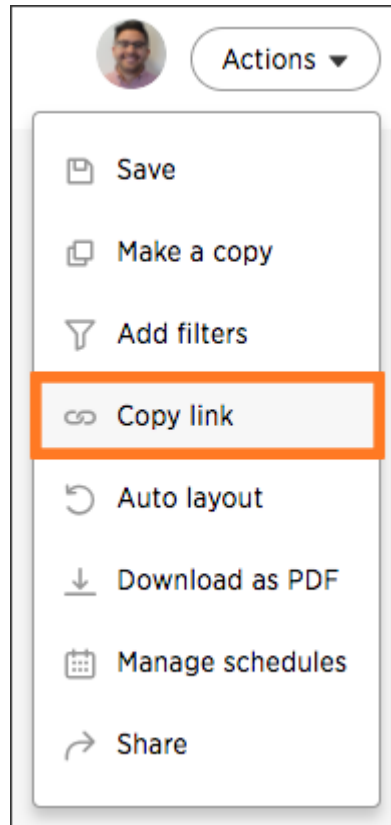 Actions
Save
Make a copy
Add filters
Copy link
Auto layout
Download as PDF
Manage schedules
Share